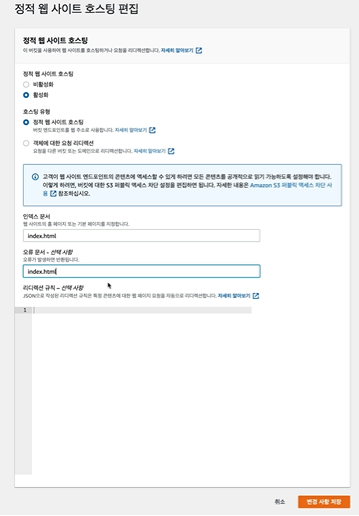 정적 웹 사이트 호스팅 편집
정적 웹 사이트 호스팅
이 버킷을 사용하여 웹 사이트를 호스팅하거나 요청을 리디렉션합니다. 자세히 알아보기
정적 웹 사이트 호스팅
비활성화
활성화
호스팅 유형
정적 웹 사이트 호스팅
버킷 엔드포인트를 웹 주소로 사용합니다. 자세히 알아보기
객체에 대한 요청 리디렉션
요청을 다른 버킷 또는 도메인으로 리디렉션합니다. 자세히 알아보기
고객이 웹 사이트 엔드포인트의 콘텐츠에 액세스할 수 있게 하려면 모든 콘텐츠를 공개적으로 읽기 가능하도록 설정해야 합니다.
이렇게 하려면, 버킷에 대한 S3 퍼블릭 액세스 차단 설정을 편집하면 됩니다. 자세한 내용은 Amazon S3 퍼블릭 액세스 차단 사
용 참조하십시오.
인덱스 문서
웹 사이트의 홈 페이지 또는 기본 페이지를 지정합니다.
index.html
오류 문서 - 선택 사항
오류가 발생하면 반환됩니다.
index.html
리디렉션 규칙 - 선택 사항
JSON으로 작성된 리디렉션 규칙은 특정 콘텐츠에 대한 웹 페이지 요청을 자동으로 리디렉션합니다. 자세히 알아보기
1
취소
변경 사항 저장